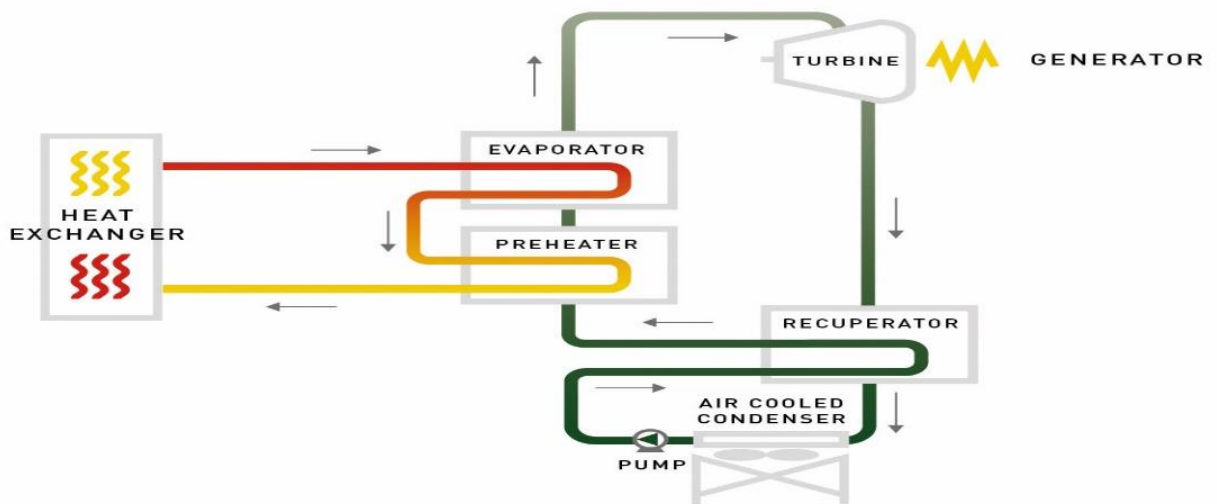 TURBINE
GENERATOR
EVAPORATOR
HEAT
EXCHANGER
PREHEATER
RECUPERATOR
AIR COOLED
CONDENSER
PUMP